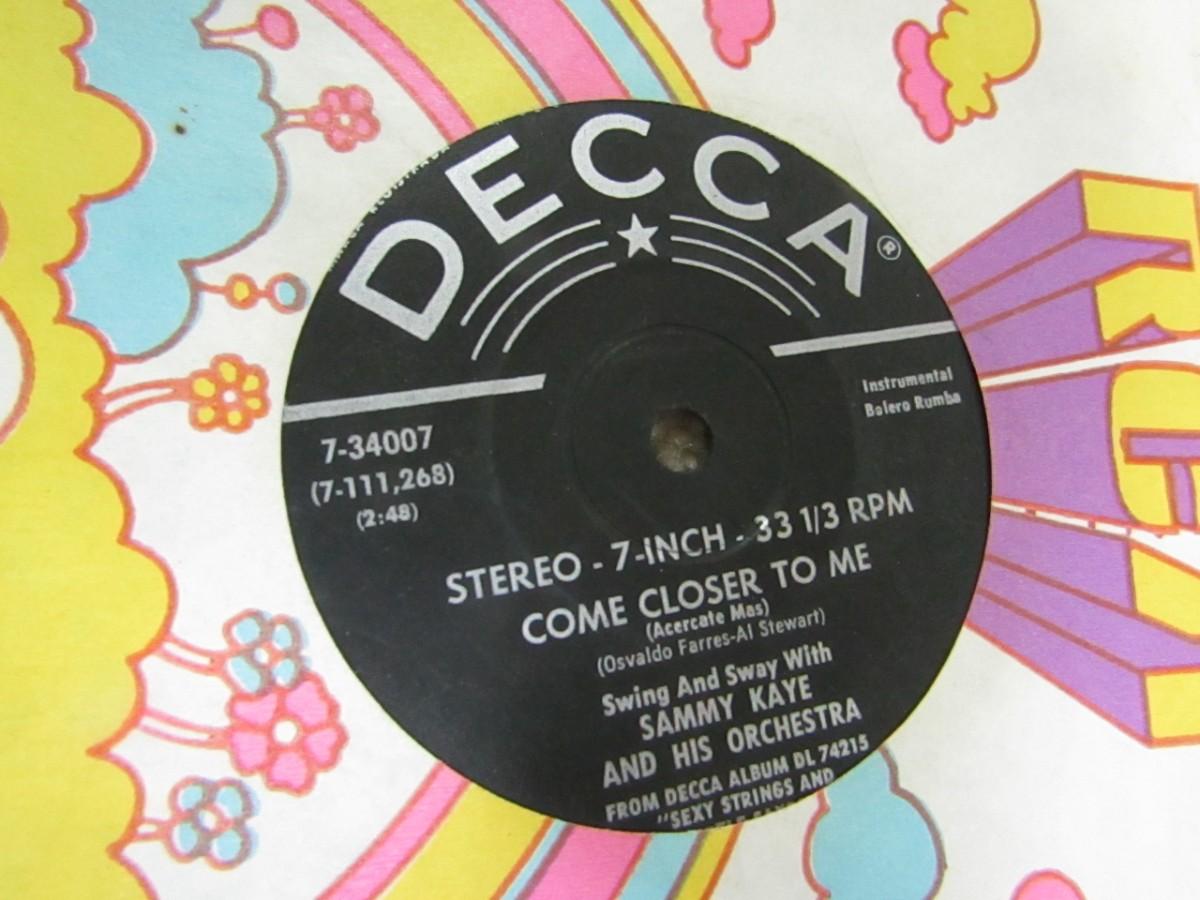 DECCA®
MARCA REGISTRADA
Instrumental
Bolero Rumba
7-34007
(7-111,268)
(2:48)
STEREO - 7-INCH - 33 1/3 RPM
COME CLOSER TO ME
(Acercate Mas)
(Osvaldo Farres-Al Stewart)
Swing And Sway With
SAMMY KAYE
AND HIS ORCHESTRA
FROM DECCA ALBUM DL 74215
"SEXY STRINGS AND